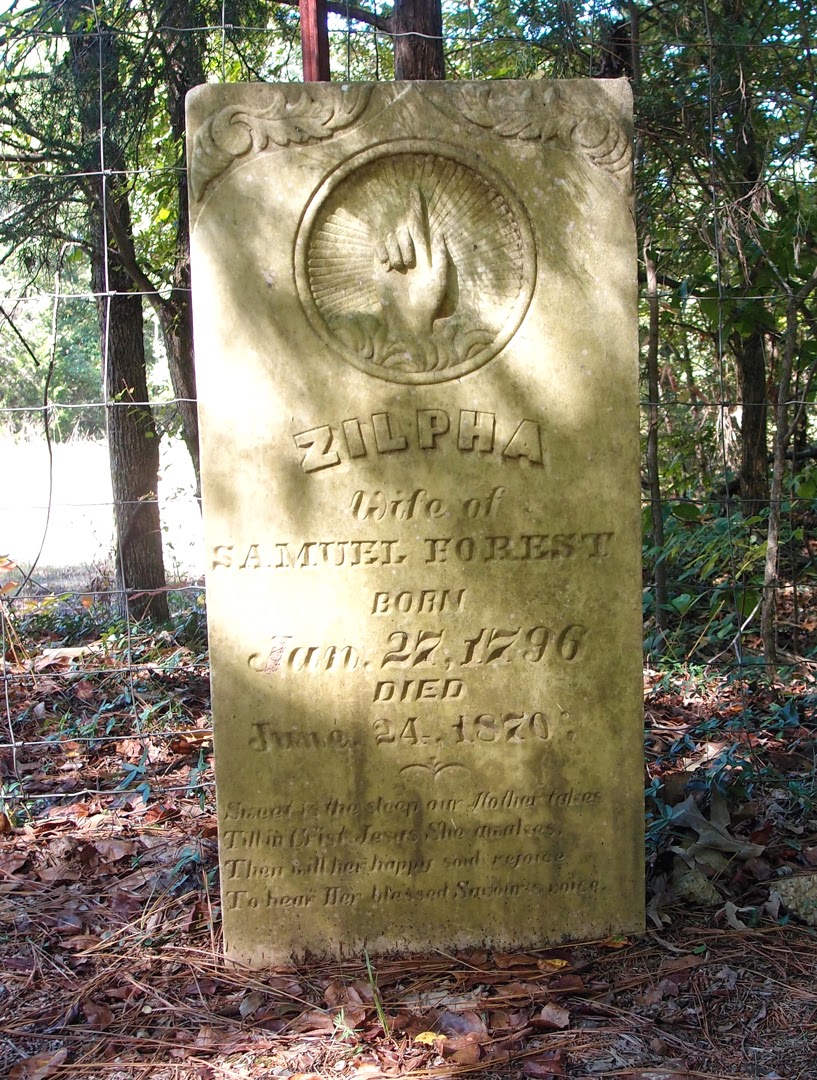 ZILPHA
Wife of
SAMUEL FOREST
BORN
Jan. 27, 1796
DIED
June. 24. 1870.
Sweet is the sleep our Mother takes
Till in Crist Jesus She awakes,
Then will her happy soul rejoice
To hear Her blessed Saviour's voice.